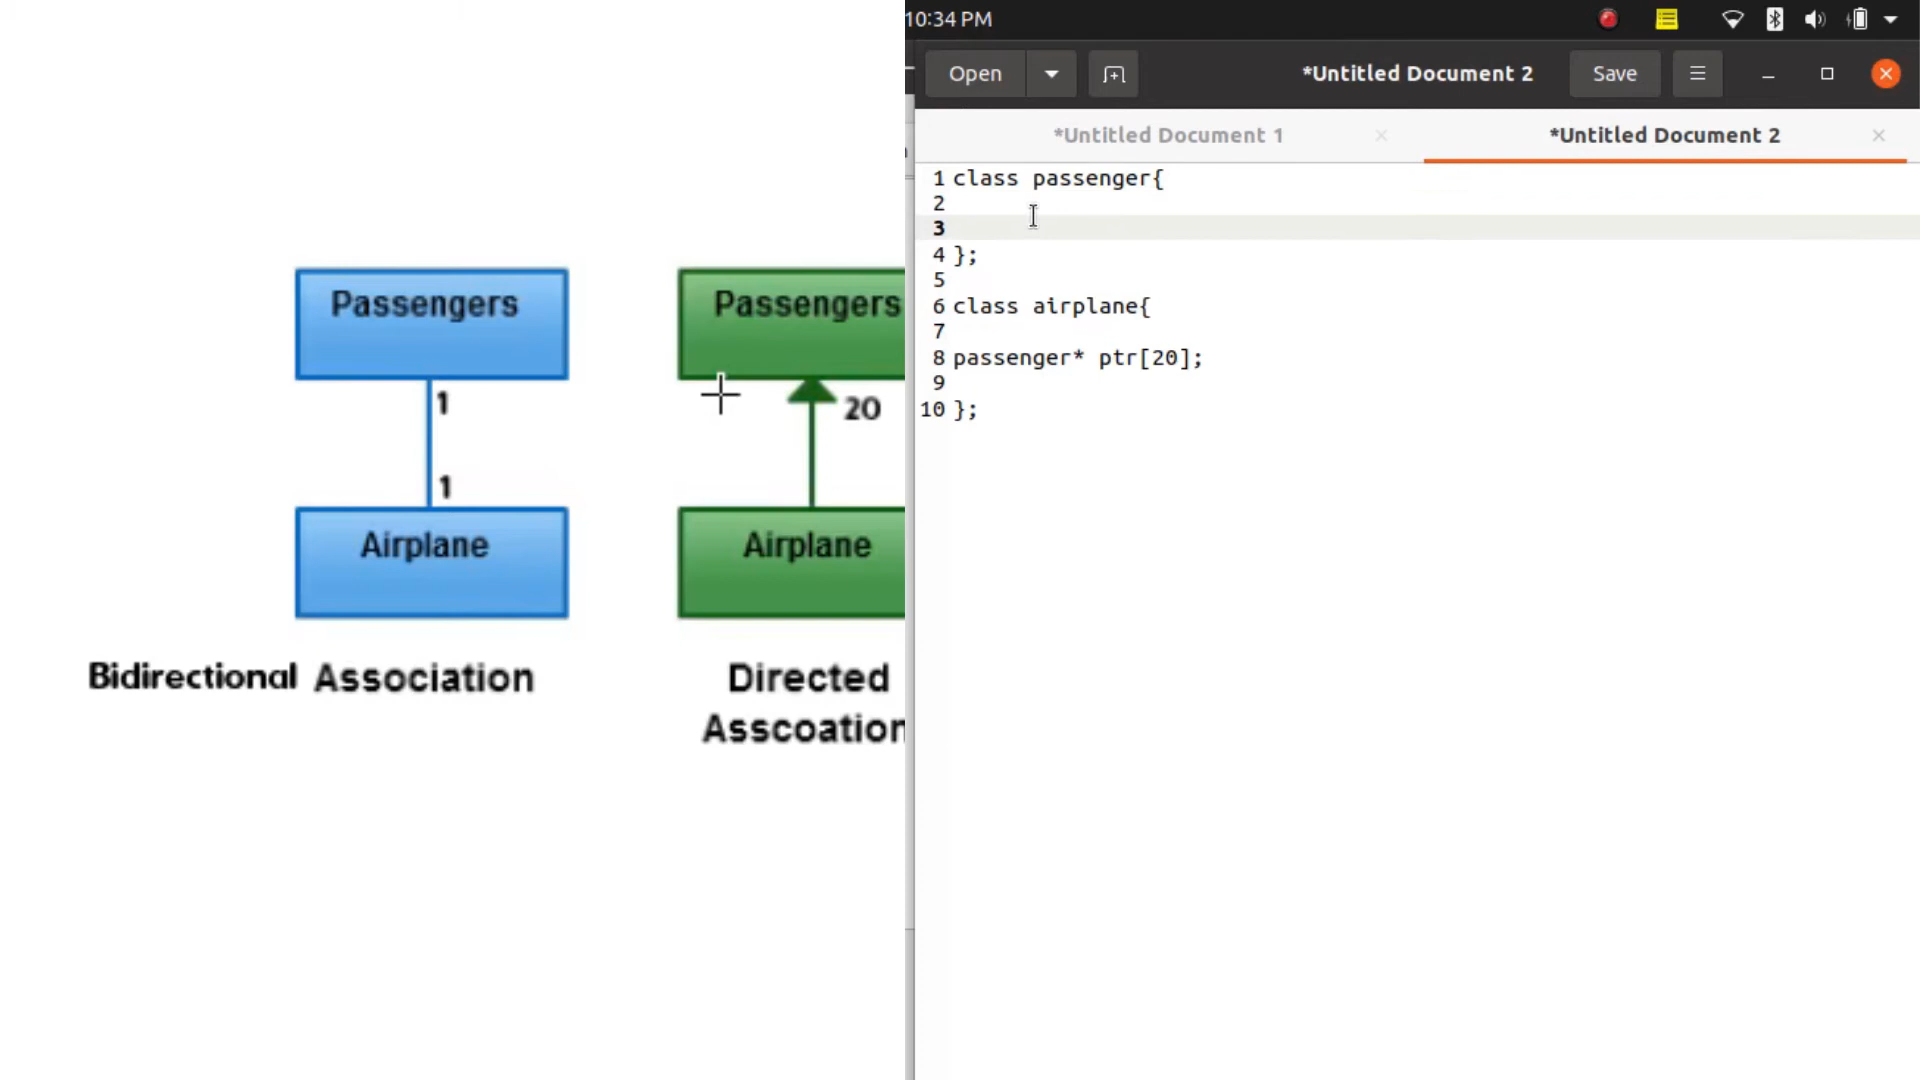 Passengers
1
1
Airplane
Bidirectional Association
Passengers
20
Airplane
Directed
Asscoation
10:34 PM
Open
*Untitled Document 2
Save
*Untitled Document 1
*Untitled Document 2
1 class passenger{
2
3
4 };
5
6 class airplane{
7
8 passenger* ptr[20];
9
10 };